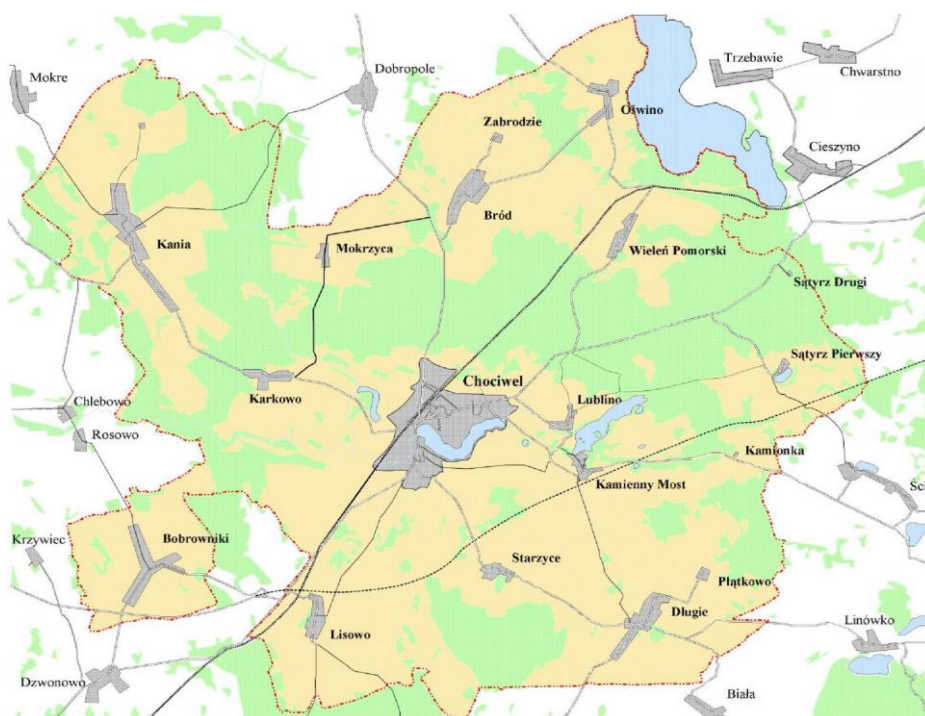 Trzebawie
Chwarstno
Mokre
Dobropole
Oświno
Zabrodzie
Cieszyno
Bród
Kania
Mokrzyca
Wieleń Pomorski
Sątyrz Drugi
Sątyrz Pierwszy
Chociwel
Karkowo
Lublino
Chlebowo
Rosowo
Kamionka
Kamienny Most
Ści
Krzywiec
Bobrowniki
Starzyce
Płątkowo
Długie
Lisowo
Linówko
Dzwonowo
Biała